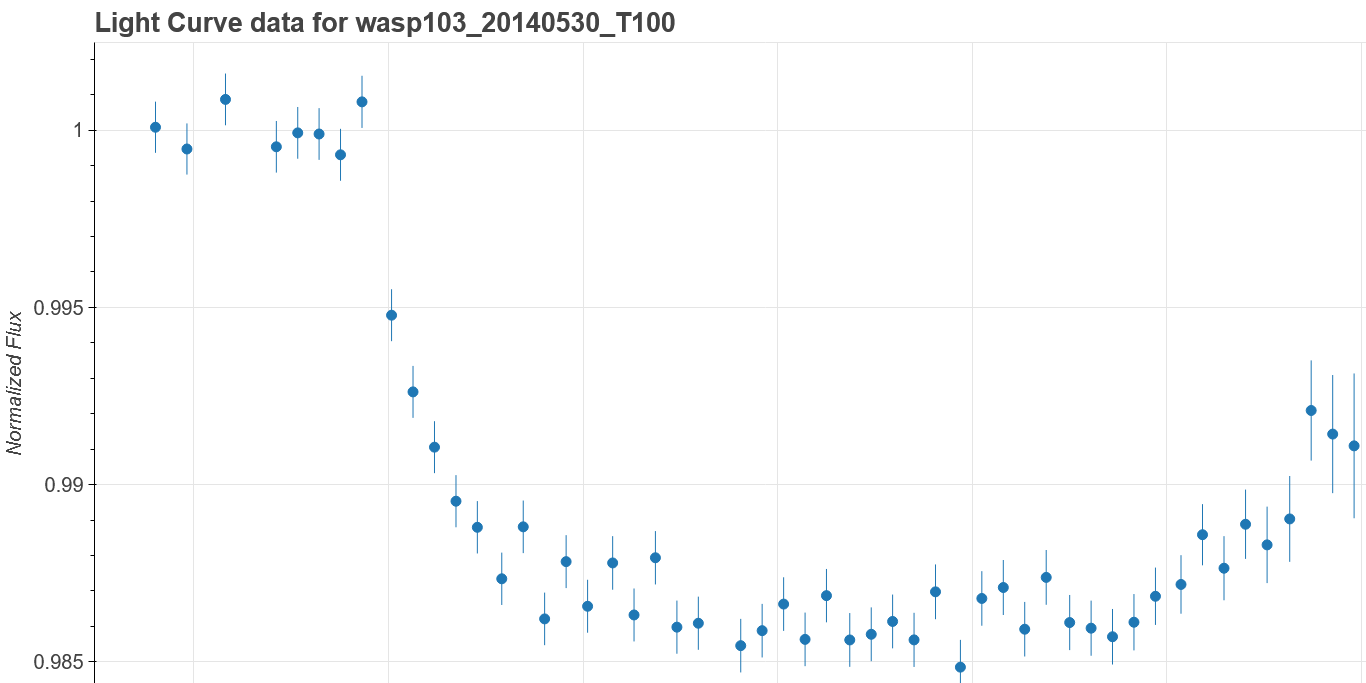 Light Curve data for wasp103_20140530_T100
1
0.995
Normalized Flux
0.99
0.985